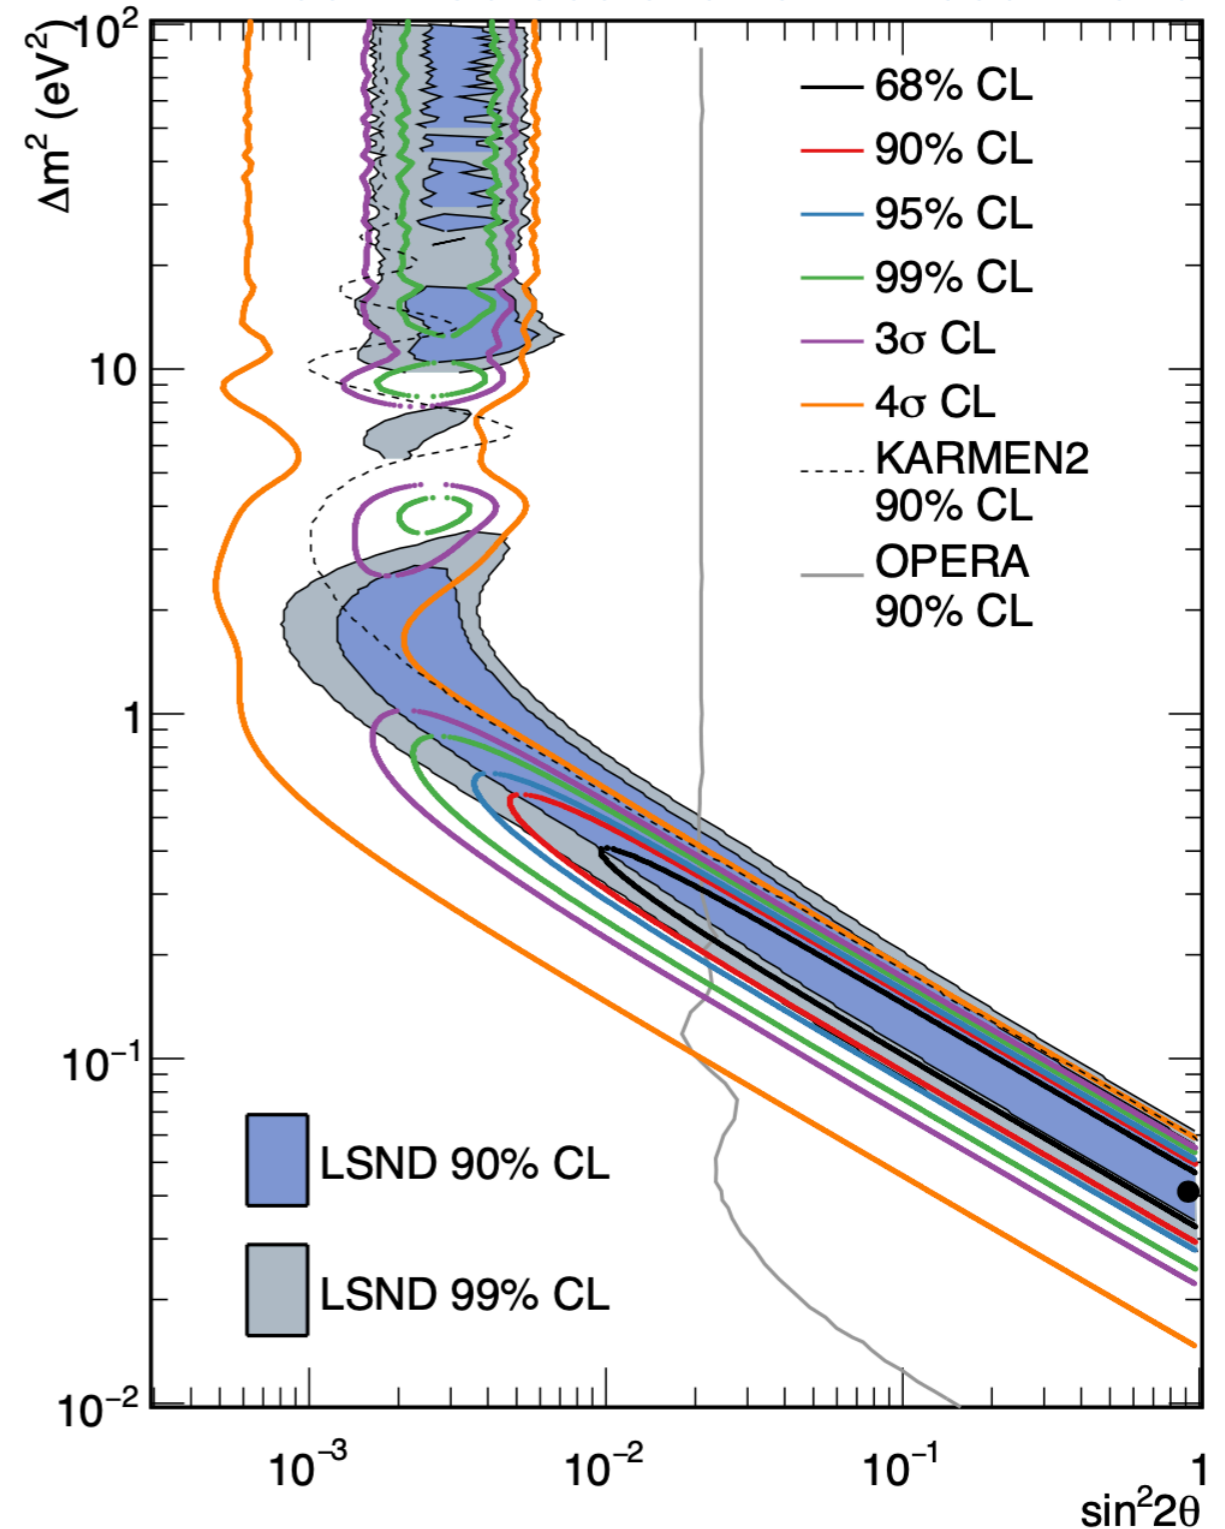 Δm² (eV²)
10²
10
1
10⁻¹
10⁻²
68% CL
90% CL
95% CL
99% CL
3σ CL
4σ CL
KARMEN2
90% CL
OPERA
90% CL
LSND 90% CL
LSND 99% CL
10⁻³
10⁻²
10⁻¹
1
sin²2θ